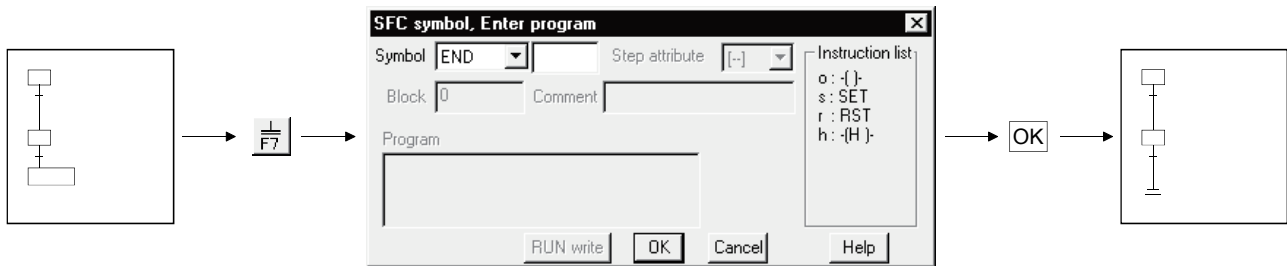 SFC symbol, Enter program
Symbol END Step attribute [--] Instruction list
Block 0 Comment
o : -( )-
s : SET
r : RST
h : -(H )-
Program
F7
OK
RUN write OK Cancel Help